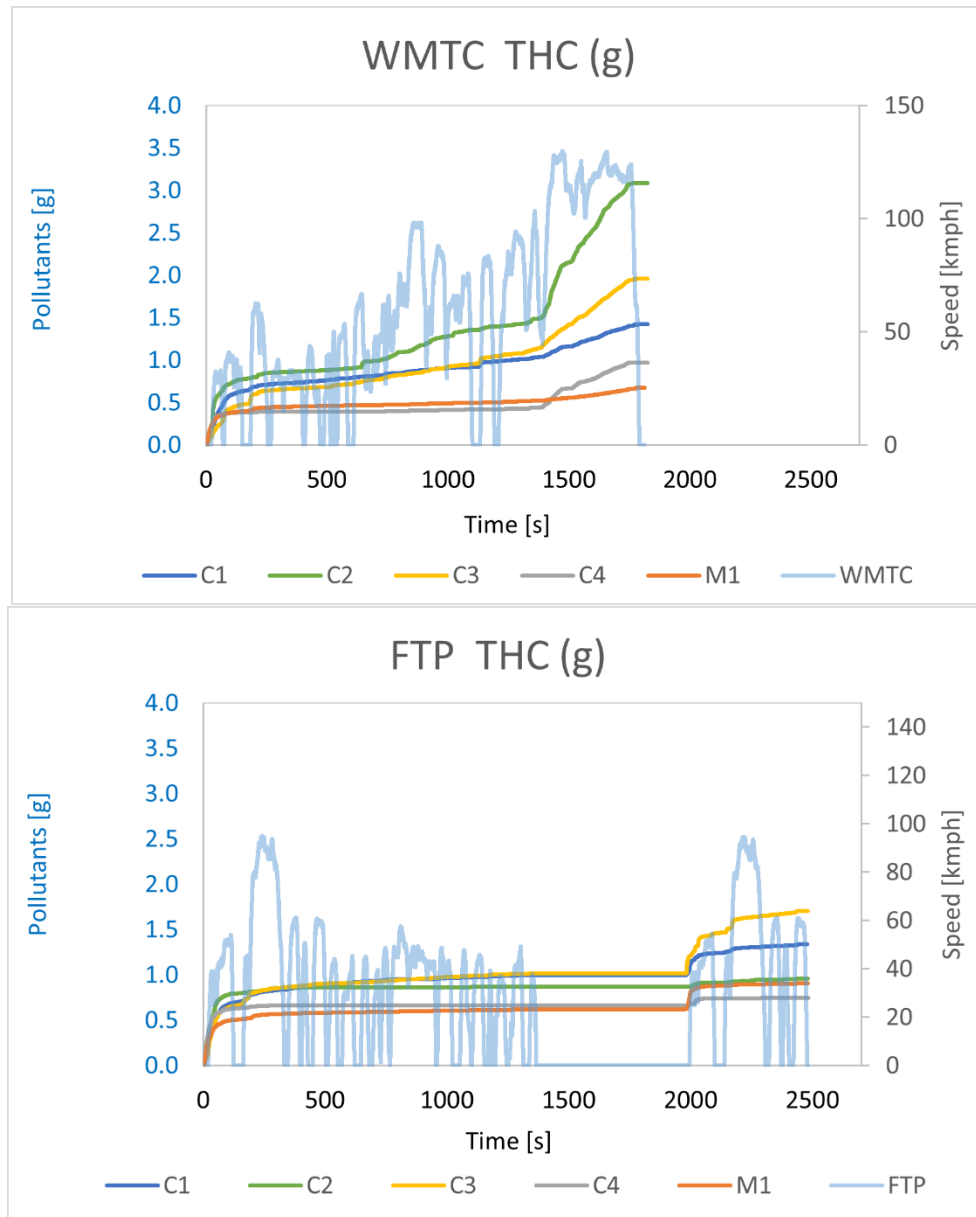 WMTC THC (g)
4.0
3.5
3.0
2.5
2.0
1.5
1.0
0.5
0.0
Pollutants [g]
150
100
50
0
Speed [kmph]
0 500 1000 1500 2000 2500
Time [s]
C1 C2 C3 C4 M1 WMTC
FTP THC (g)
4.0
3.5
3.0
2.5
2.0
1.5
1.0
0.5
0.0
Pollutants [g]
140
120
100
80
60
40
20
0
Speed [kmph]
0 500 1000 1500 2000 2500
Time [s]
C1 C2 C3 C4 M1 FTP